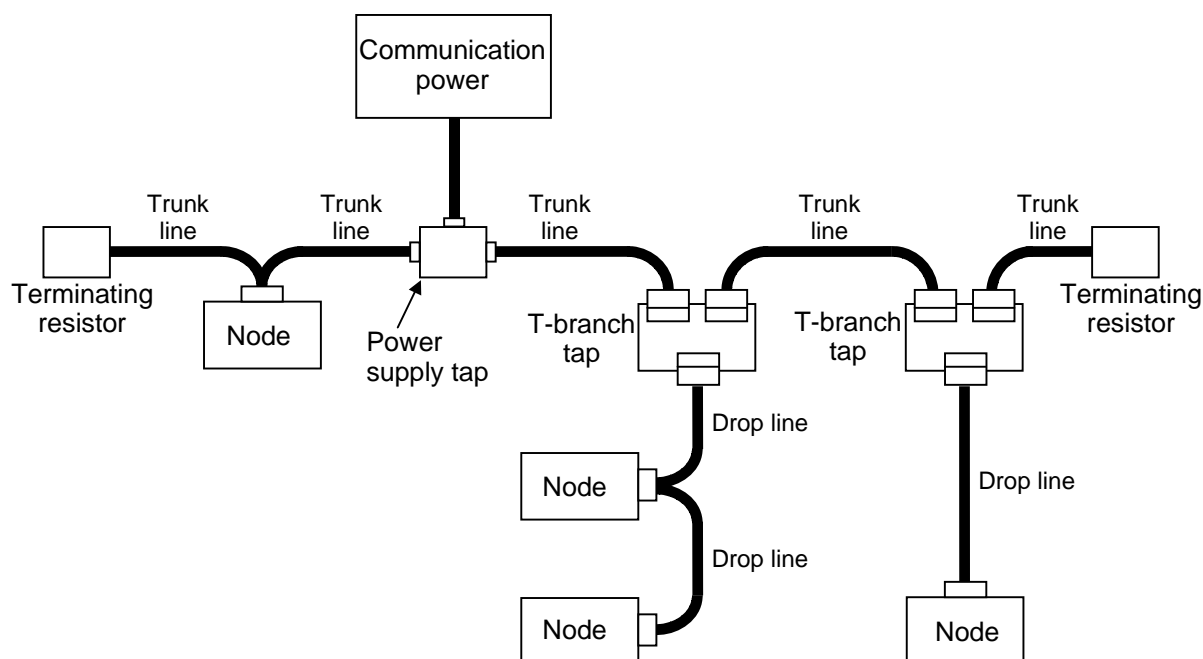 Communication
power
Trunk
line
Trunk
line
Trunk
line
Trunk
line
Trunk
line
Terminating
resistor
Node
Power
supply tap
T-branch
tap
T-branch
tap
Terminating
resistor
Drop line
Node
Drop line
Drop line
Node
Node